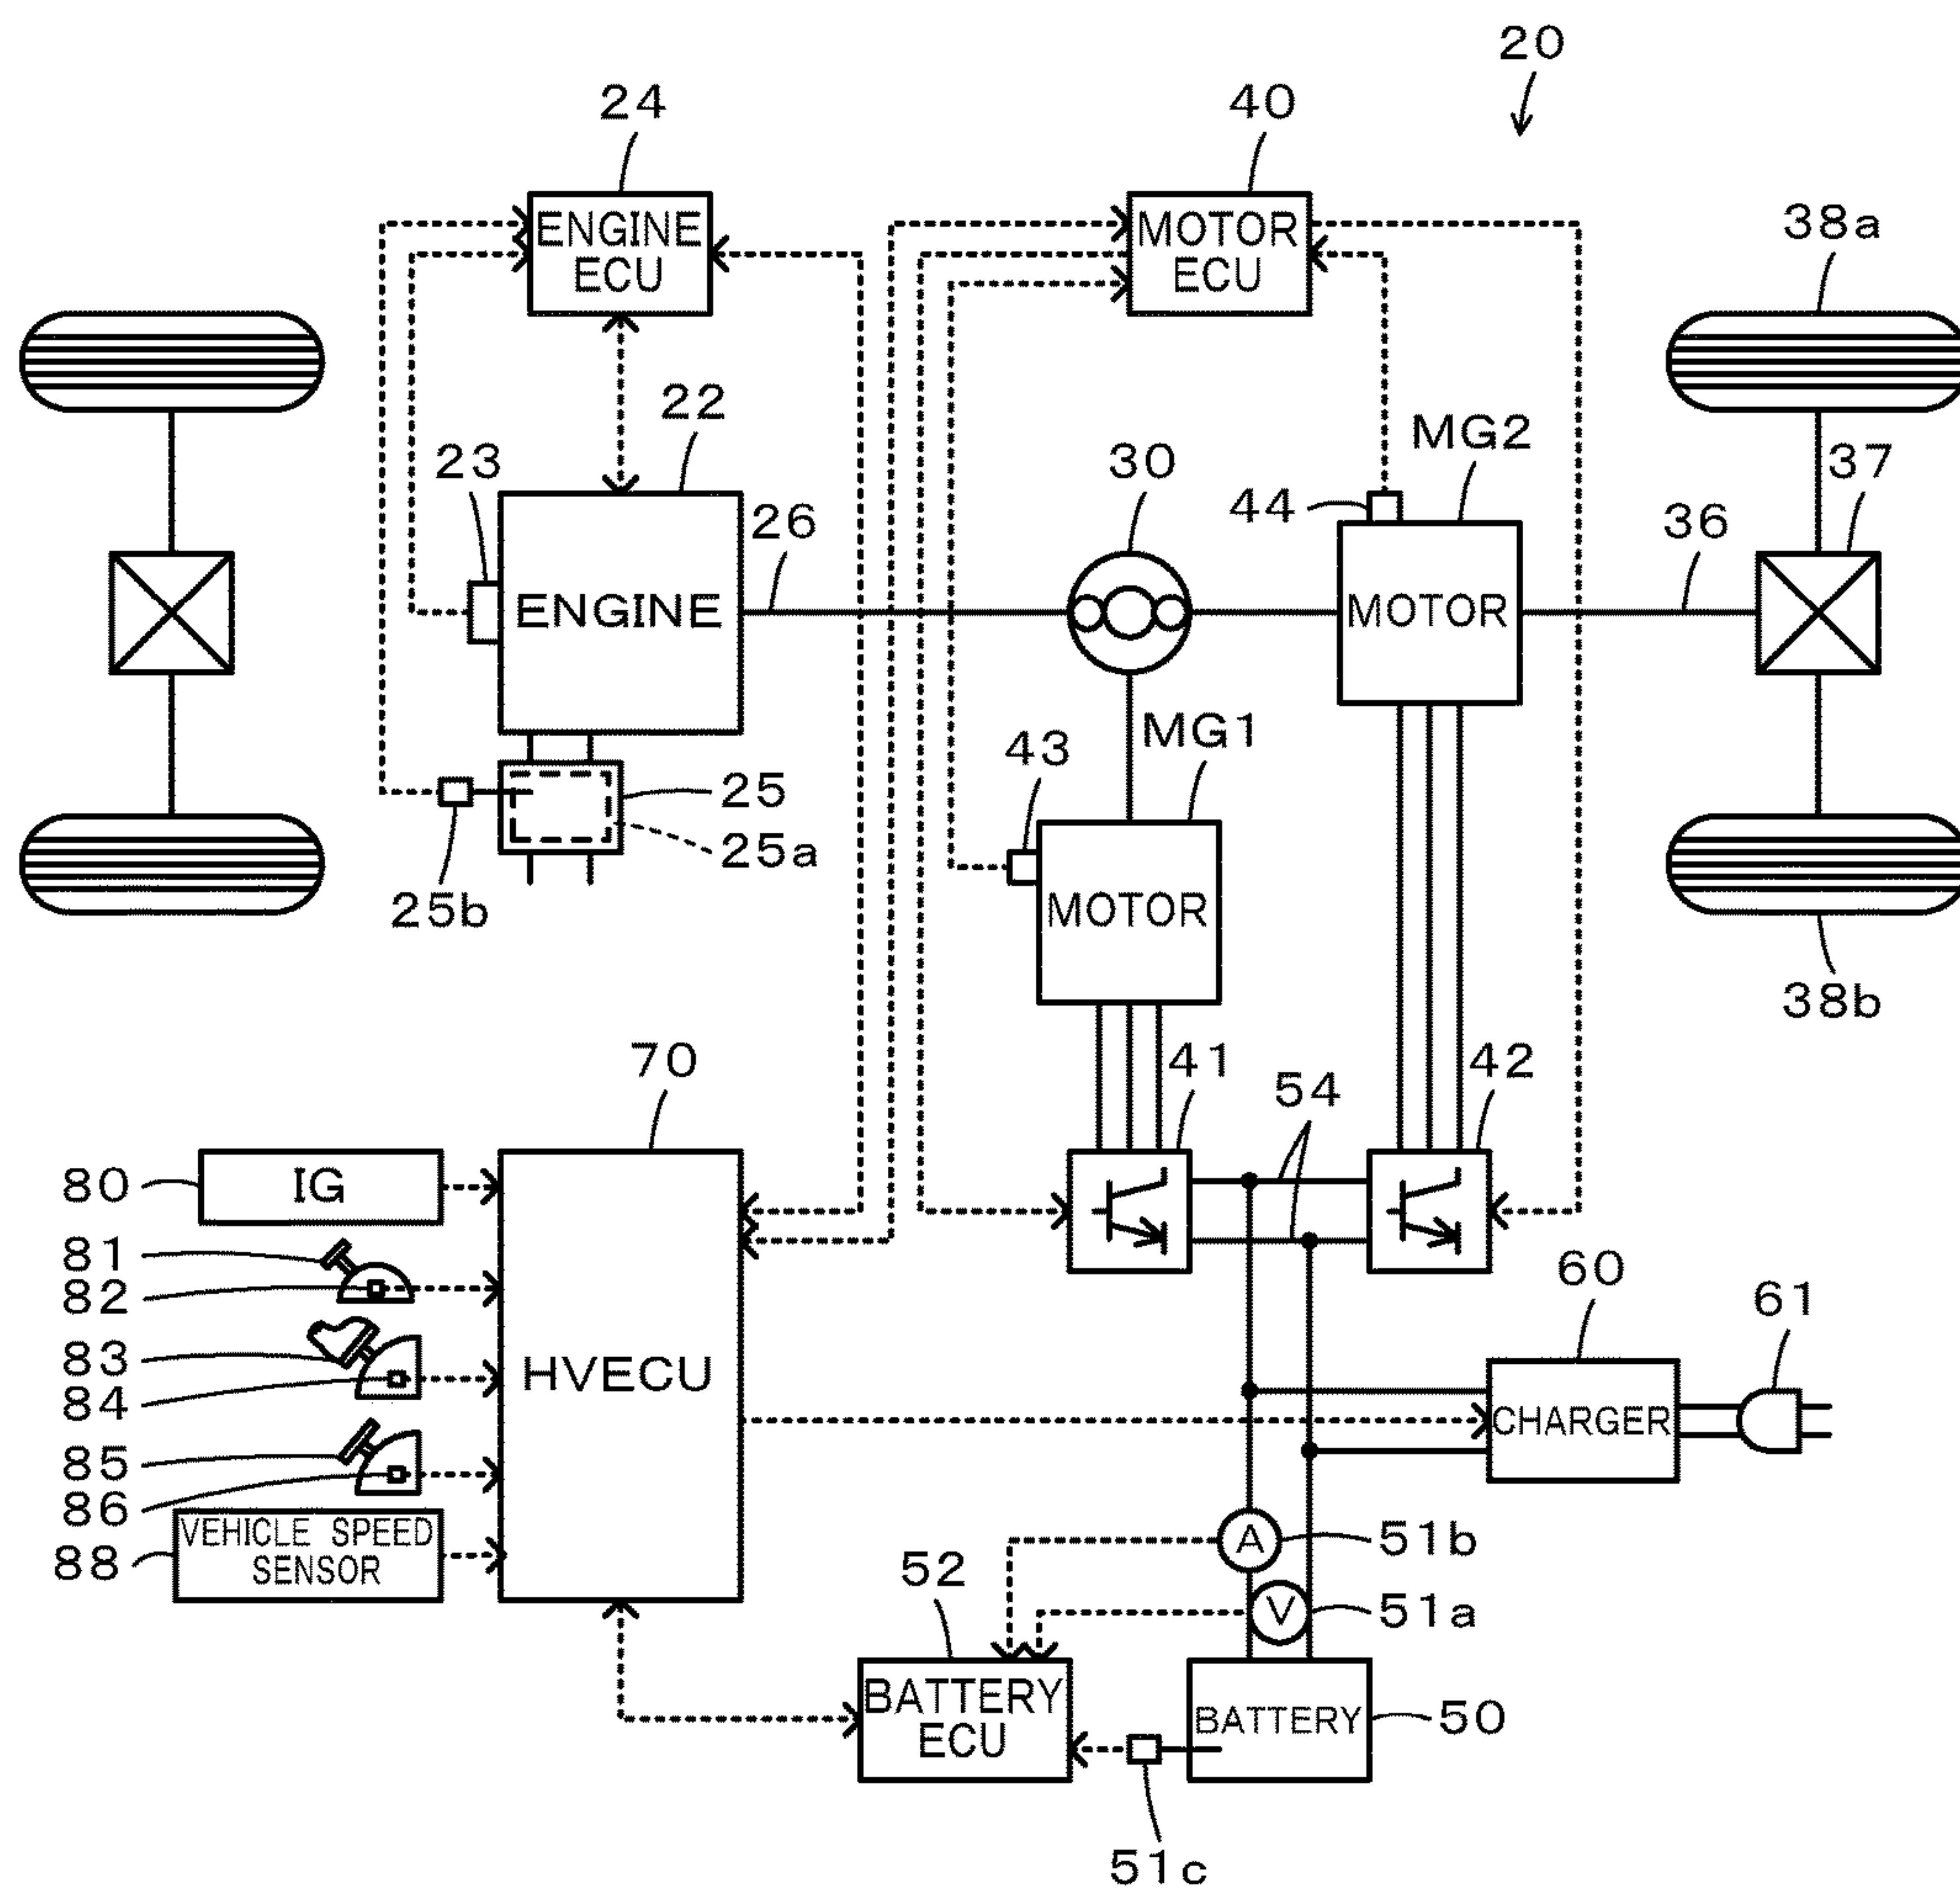 20
24
40
ENGINE
ECU
MOTOR
ECU
38a
22
MG2
23
30
37
44
26
36
ENGINE
MOTOR
MG1
43
25
25a
25b
MOTOR
38b
70
41
54
42
80
IG
81
82
60
61
83
84
HVECU
CHARGER
85
86
VEHICLE SPEED
SENSOR
88
A
51b
52
V
51a
BATTERY
ECU
BATTERY
50
51c